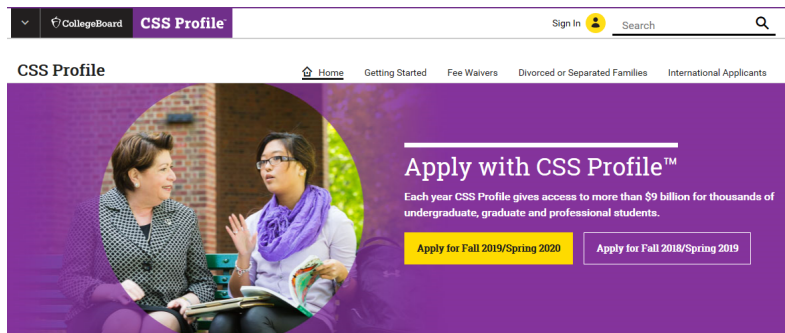 CollegeBoard
CSS Profile
Sign In
Search
CSS Profile
Home
Getting Started
Fee Waivers
Divorced or Separated Families
International Applicants
Apply with CSS Profile™
Each year CSS Profile gives access to more than $9 billion for thousands of
undergraduate, graduate and professional students.
Apply for Fall 2019/Spring 2020
Apply for Fall 2018/Spring 2019